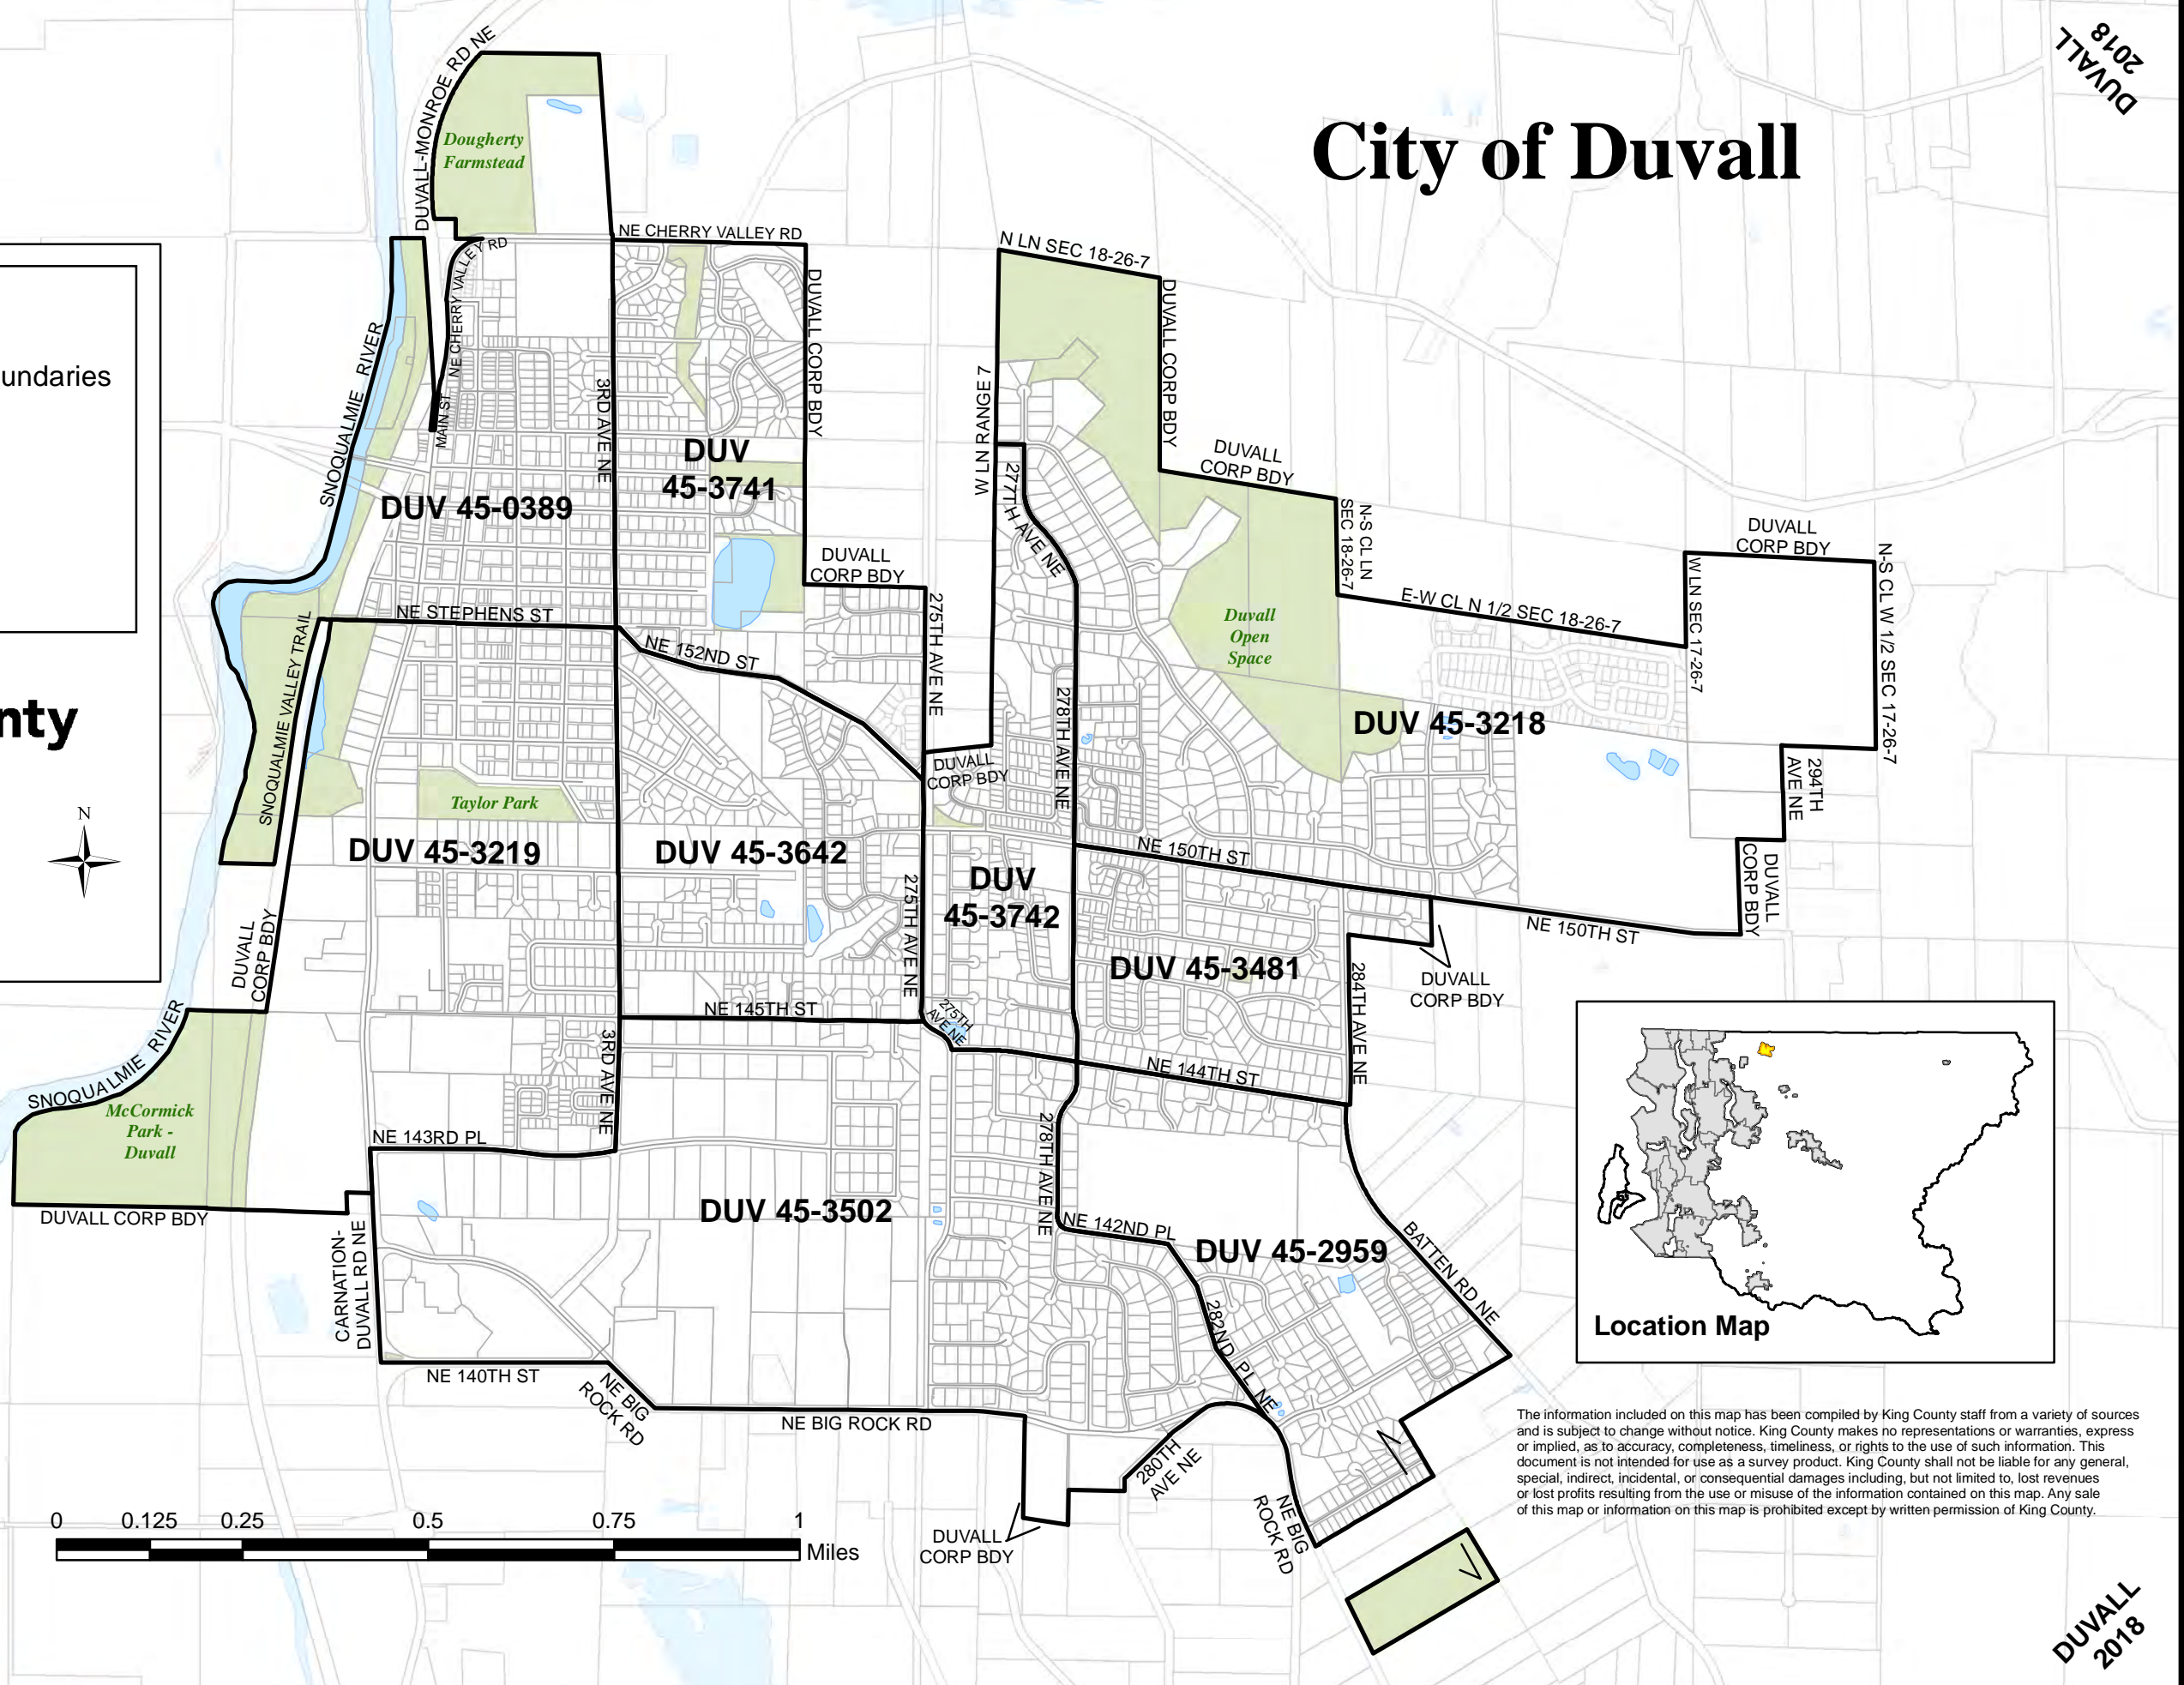 City of Duvall
DUVALL
2018
DUVALL-MONROE RD NE
Dougherty
Farmstead
NE CHERRY VALLEY RD
NE CHERRY VALLEY RD
N LN SEC 18-26-7
DUVALL CORP BDY
DUVALL CORP BDY
SNOQUALMIE RIVER
undaries
MAIN ST
3RD AVE NE
W LN RANGE 7
DUV
45-3741
DUV 45-0389
277TH AVE NE
DUVALL
CORP BDY
N-S CL LN
SEC 18-26-7
DUVALL
CORP BDY
N-S CL W 1/2 SEC 17-26-7
W LN SEC 17-26-7
DUVALL
CORP BDY
275TH AVE NE
E-W CL N 1/2 SEC 18-26-7
NE STEPHENS ST
NE 152ND ST
Duvall
Open
Space
SNOQUALMIE VALLEY TRAIL
nty
278TH AVE NE
DUV 45-3218
DUVALL
CORP BDY
294TH
AVE NE
Taylor Park
N
DUV 45-3219
DUV 45-3642
NE 150TH ST
DUV
45-3742
275TH AVE NE
DUVALL
CORP BDY
NE 150TH ST
DUVALL
CORP BDY
DUV 45-3481
284TH AVE NE
DUVALL
CORP BDY
NE 145TH ST
275TH
AVE NE
SNOQUALMIE RIVER
3RD AVE NE
NE 144TH ST
McCormick
Park -
Duvall
NE 143RD PL
278TH AVE NE
DUVALL CORP BDY
DUV 45-3502
NE 142ND PL
DUV 45-2959
BATTEN RD NE
CARNATION-
DUVALL RD NE
282ND PL NE
Location Map
NE 140TH ST
NE BIG
ROCK RD
NE BIG ROCK RD
280TH
AVE NE
NE BIG
ROCK RD
DUVALL
CORP BDY
The information included on this map has been compiled by King County staff from a variety of sources
and is subject to change without notice. King County makes no representations or warranties, express
or implied, as to accuracy, completeness, timeliness, or rights to the use of such information. This
document is not intended for use as a survey product. King County shall not be liable for any general,
special, indirect, incidental, or consequential damages including, but not limited to, lost revenues
or lost profits resulting from the use or misuse of the information contained on this map. Any sale
of this map or information on this map is prohibited except by written permission of King County.
0 0.125 0.25 0.5 0.75 1
Miles
DUVALL
2018